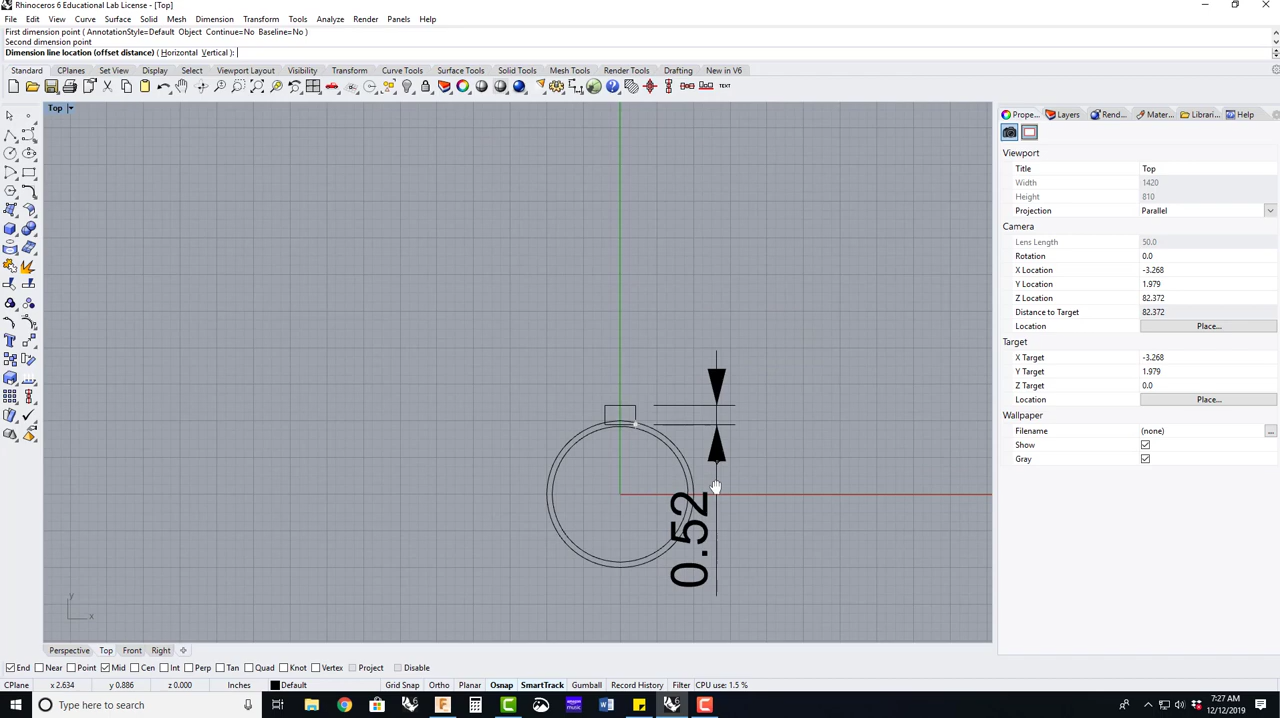 Rhinoceros 6 Educational Lab License - [Top]
File Edit View Curve Surface Solid Mesh Dimension Transform Tools Analyze Render Panels Help
First dimension point ( AnnotationStyle=Default Object Continue=No Baseline=No )
Second dimension point
Dimension line location (offset distance) ( Horizontal Vertical ):
Standard CPlanes Set View Display Select Viewport Layout Visibility Transform Curve Tools Surface Tools Solid Tools Mesh Tools Render Tools Drafting New in V6
TEXT
Top
Prope... Layers Rend... Mater... Librari... Help
Viewport
Title Top
Width 1420
Height 810
Projection Parallel
Camera
Lens Length 50.0
Rotation 0.0
X Location -3.268
Y Location 1.979
Z Location 82.372
Distance to Target 82.372
Location Place...
Target
X Target -3.268
Y Target 1.979
Z Target 0.0
Location Place...
Wallpaper
Filename (none) ...
Show
Gray
0.52
y
x
Perspective Top Front Right
End Near Point Mid Cen Int Perp Tan Quad Knot Vertex Project Disable
CPlane x 2.634 y 0.886 z 0.000 Inches Default Grid Snap Ortho Planar Osnap SmartTrack Gumball Record History Filter CPU use: 1.5 %
Type here to search
amazon music
7:27 AM
12/12/2019